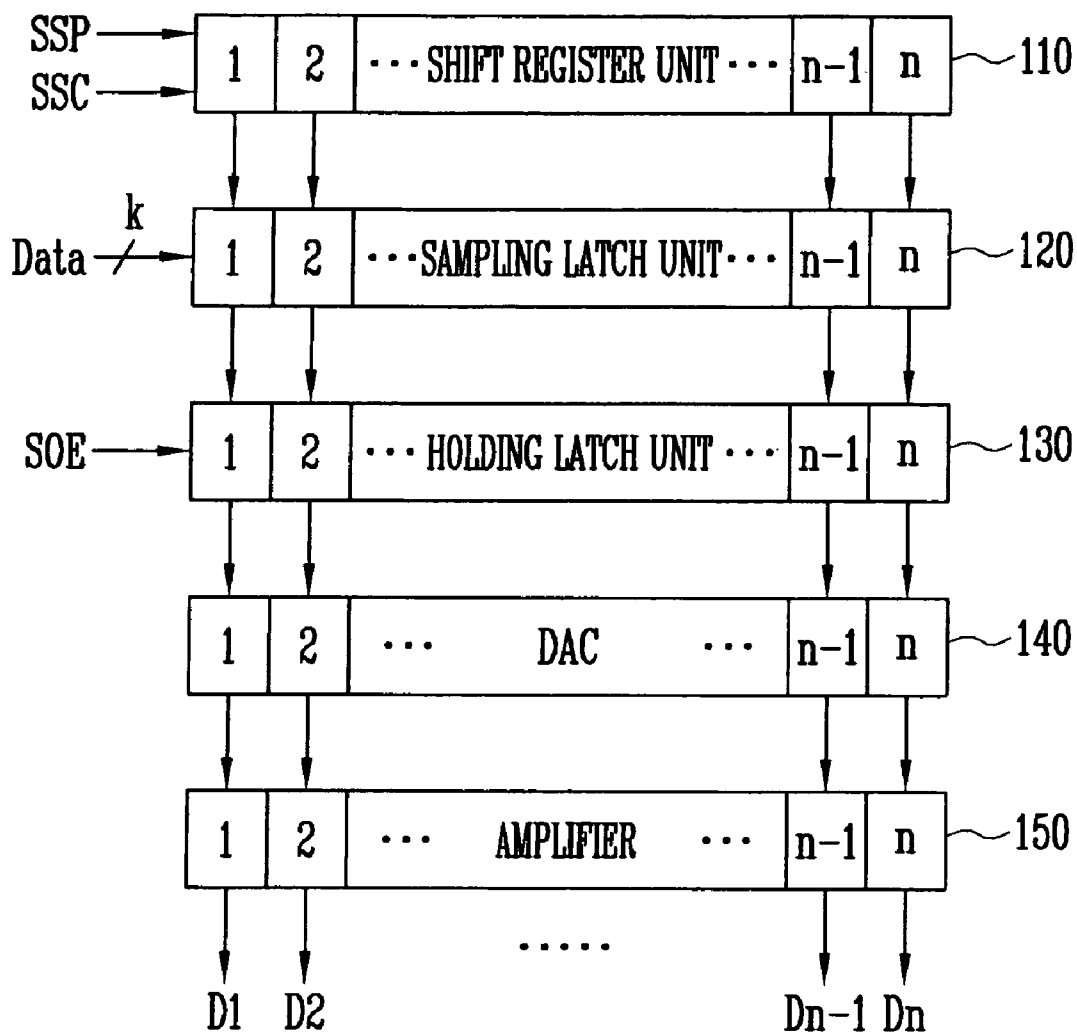 SSP
SSC
1 2 ··· SHIFT REGISTER UNIT ··· n-1 n 110
k
Data 1 2 ··· SAMPLING LATCH UNIT ··· n-1 n 120
SOE 1 2 ··· HOLDING LATCH UNIT ··· n-1 n 130
1 2 ··· DAC ··· n-1 n 140
1 2 ··· AMPLIFIER ··· n-1 n 150
·····
D1 D2 Dn-1 Dn